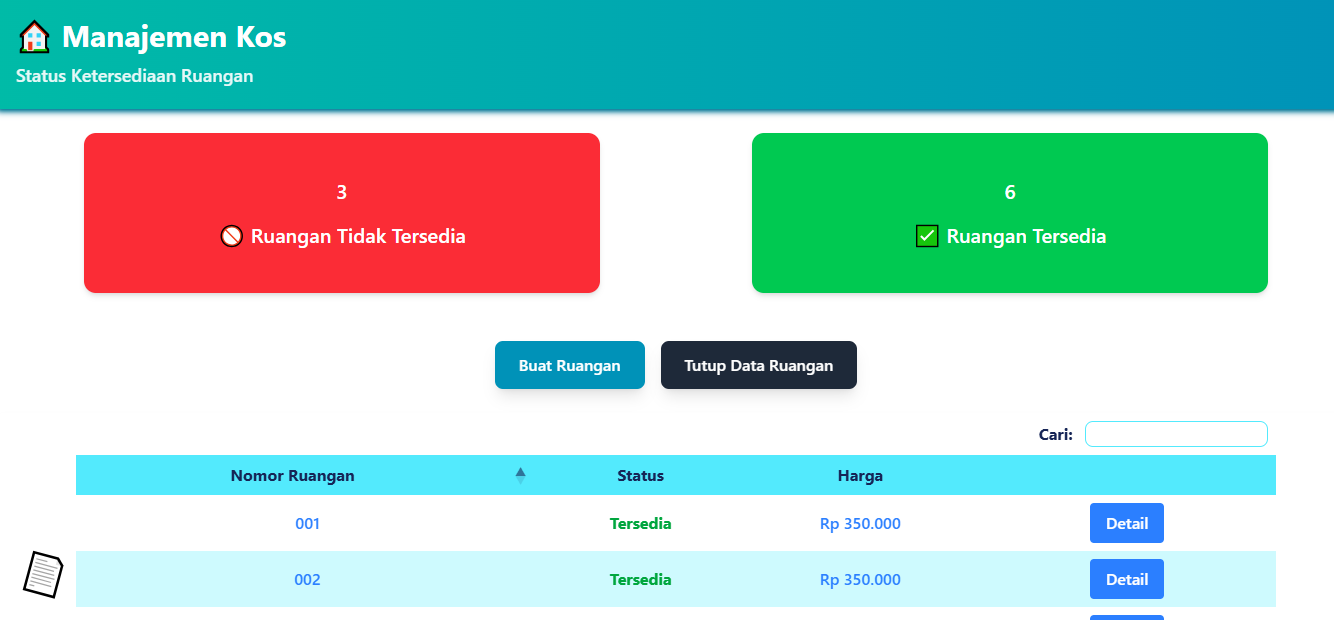 Manajemen Kos
Status Ketersediaan Ruangan
3
Ruangan Tidak Tersedia
6
Ruangan Tersedia
Buat Ruangan
Tutup Data Ruangan
Cari:
Nomor Ruangan Status Harga
001 Tersedia Rp 350.000 Detail
002 Tersedia Rp 350.000 Detail